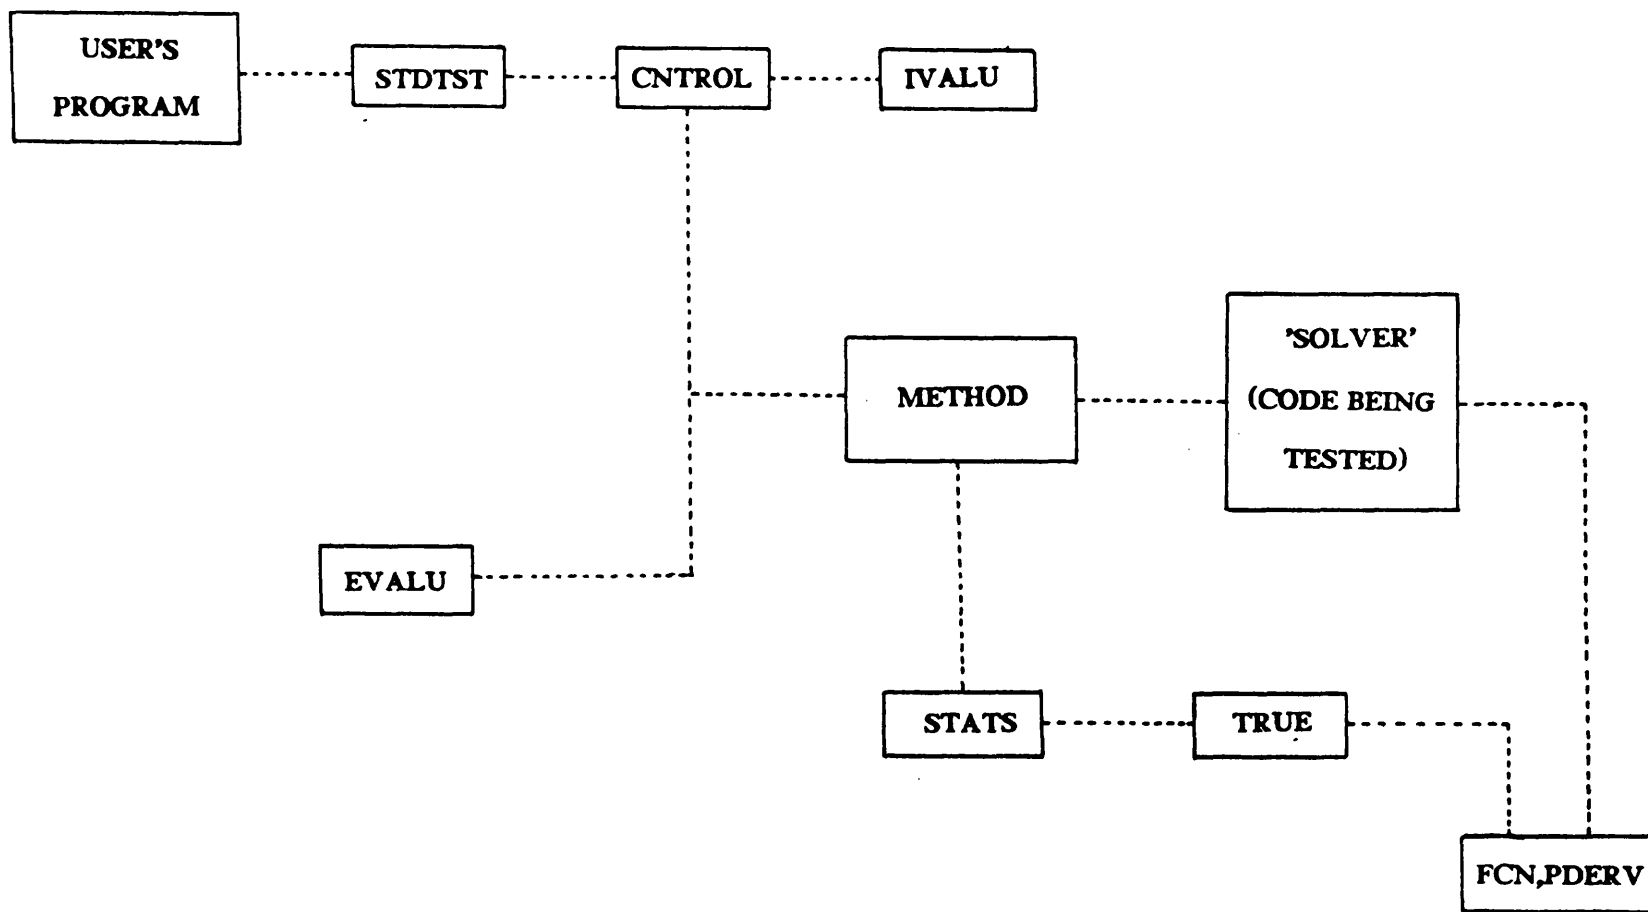 USER'S
PROGRAM
STDTST
CNTROL
IVALU
'SOLVER'
(CODE BEING
TESTED)
METHOD
EVALU
STATS
TRUE
FCN,PDERV